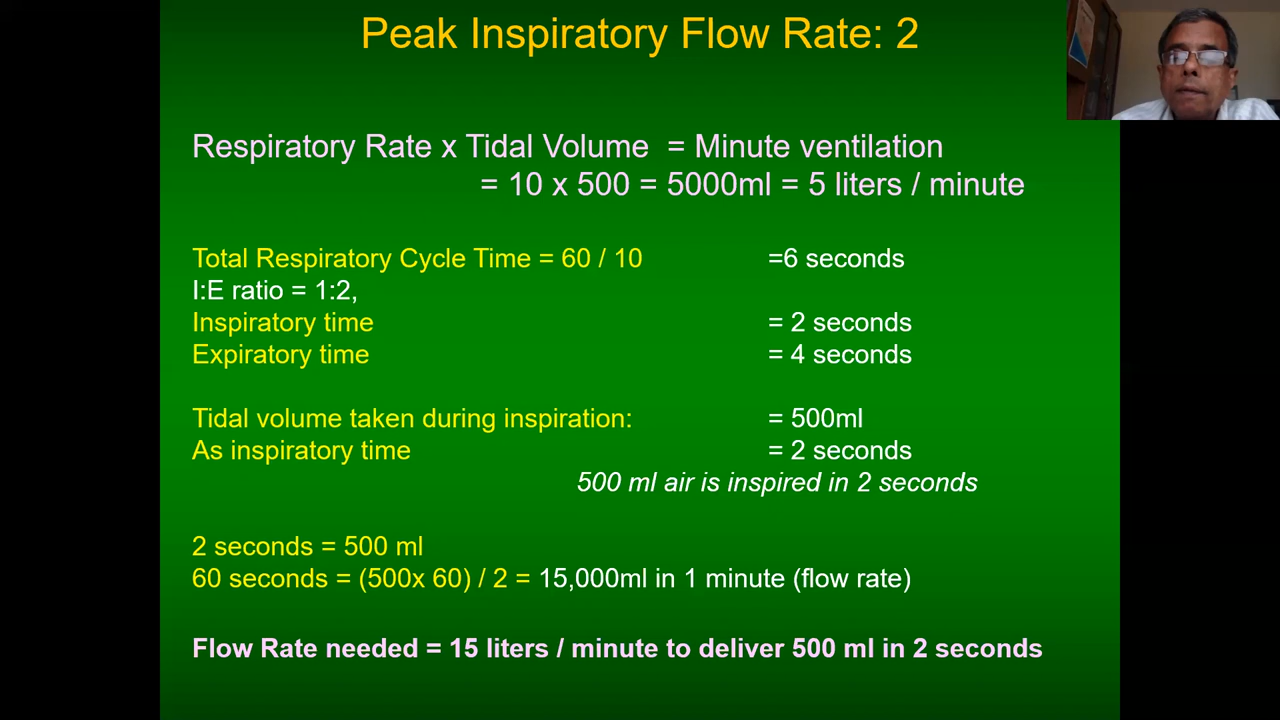 Peak Inspiratory Flow Rate: 2
Respiratory Rate x Tidal Volume = Minute ventilation
= 10 x 500 = 5000ml = 5 liters / minute
Total Respiratory Cycle Time = 60 / 10 =6 seconds
I:E ratio = 1:2,
Inspiratory time = 2 seconds
Expiratory time = 4 seconds
Tidal volume taken during inspiration: = 500ml
As inspiratory time = 2 seconds
500 ml air is inspired in 2 seconds
2 seconds = 500 ml
60 seconds = (500x 60) / 2 = 15,000ml in 1 minute (flow rate)
Flow Rate needed = 15 liters / minute to deliver 500 ml in 2 seconds